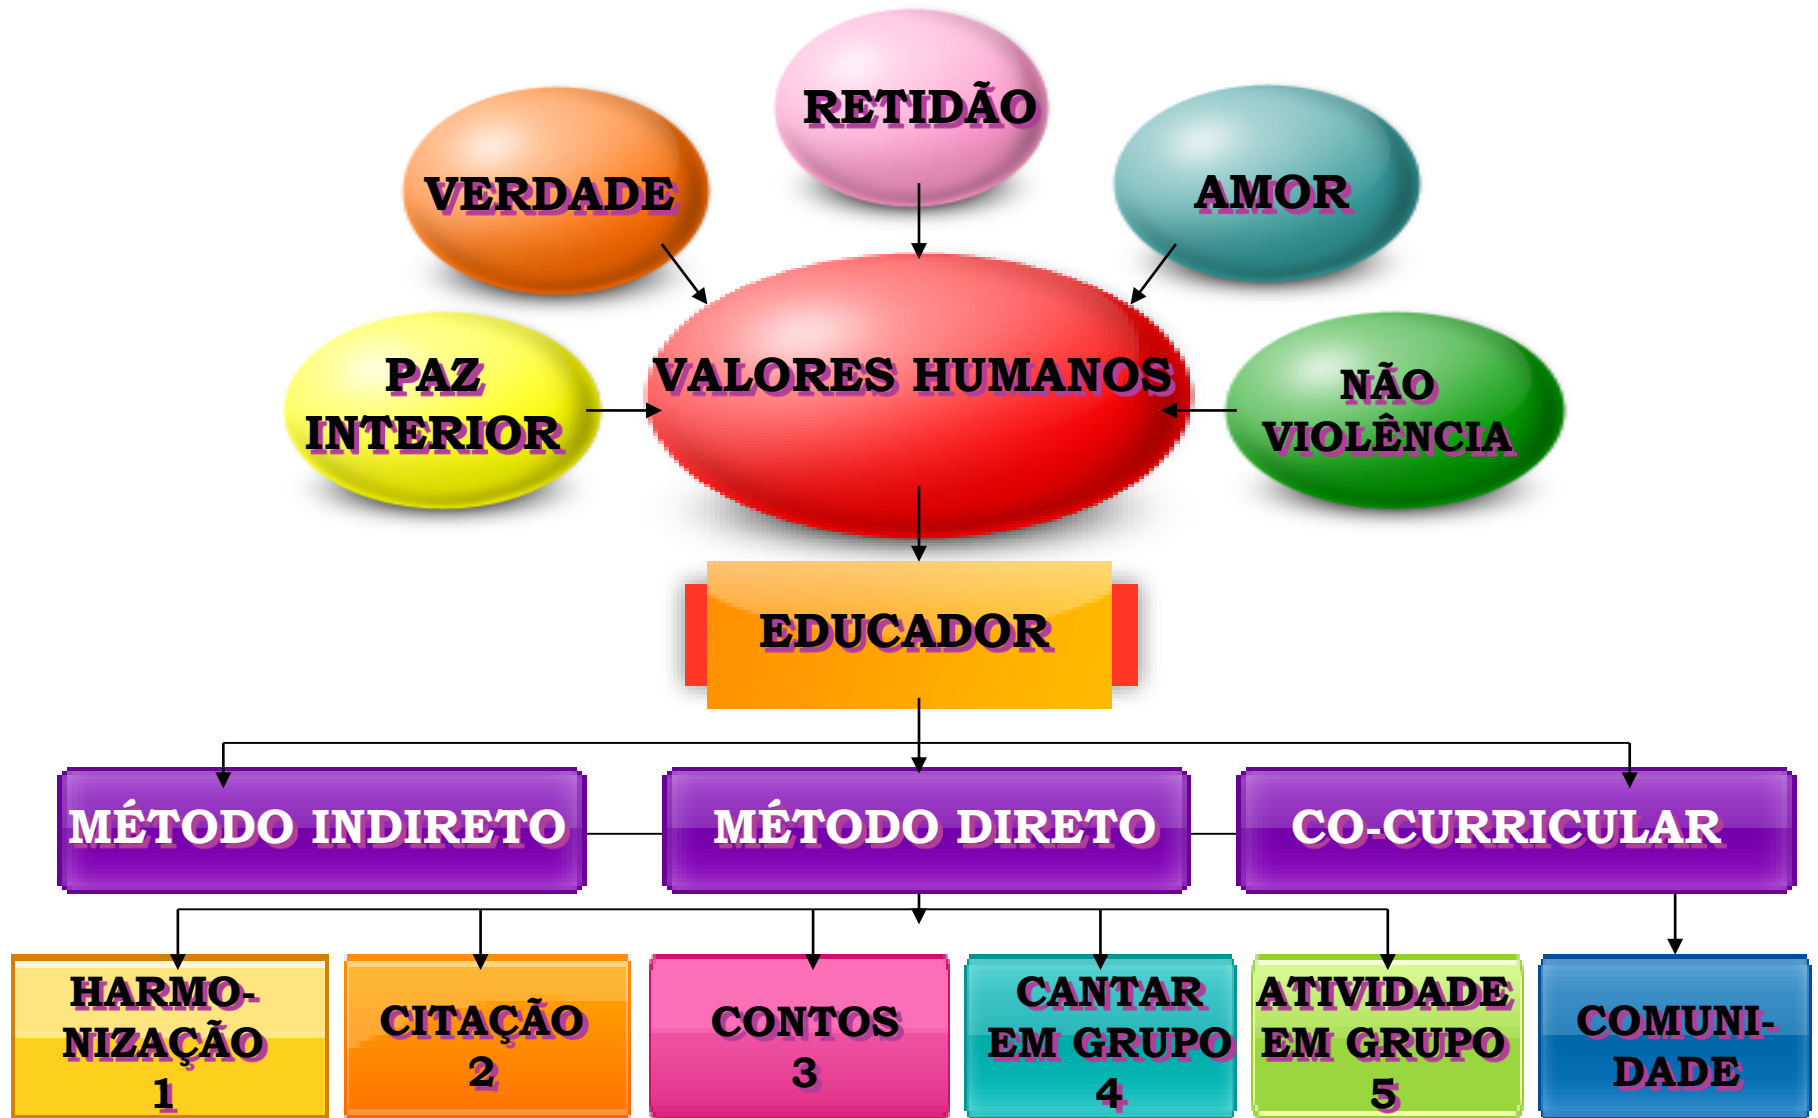 RETIDÃO
VERDADE
AMOR
PAZ
INTERIOR
VALORES HUMANOS
NÃO
VIOLÊNCIA
EDUCADOR
MÉTODO INDIRETO
MÉTODO DIRETO
CO-CURRICULAR
HARMO-
NIZAÇÃO
1
CITAÇÃO
2
CONTOS
3
CANTAR
EM GRUPO
4
ATIVIDADE
EM GRUPO
5
COMUNI-
DADE